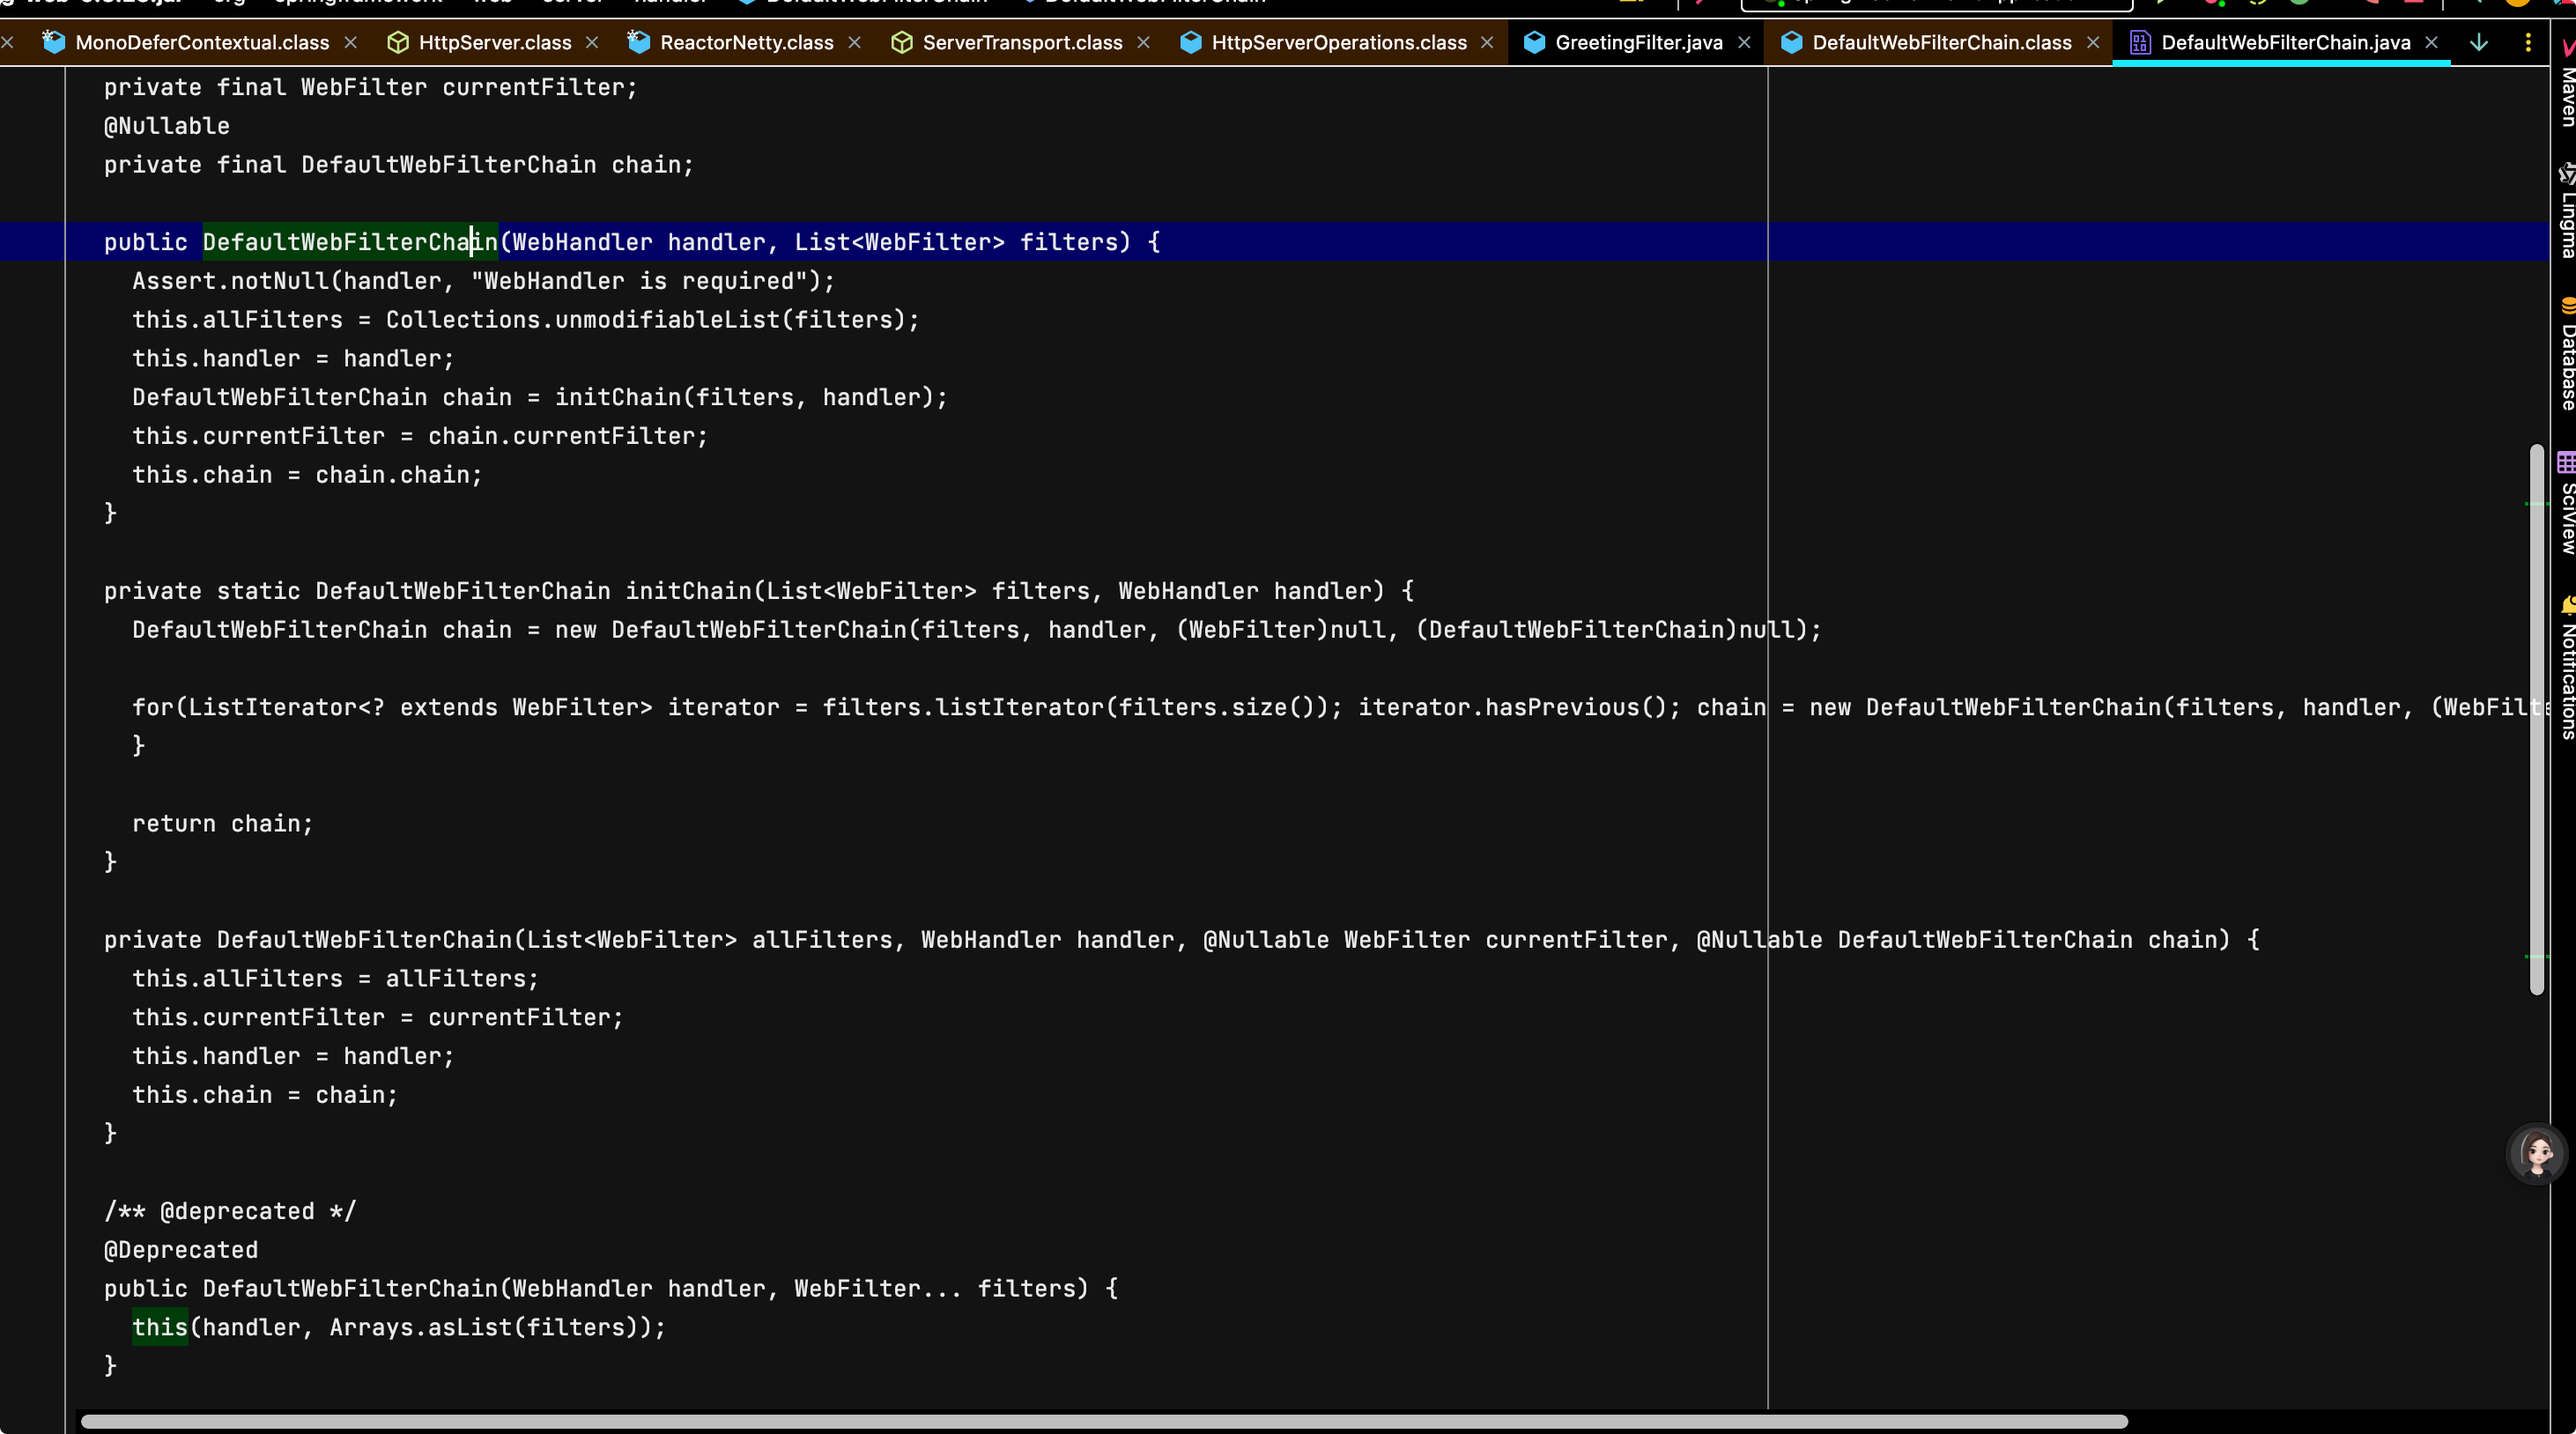 MonoDeferContextual.class HttpServer.class ReactorNetty.class ServerTransport.class HttpServerOperations.class GreetingFilter.java DefaultWebFilterChain.class DefaultWebFilterChain.java
private final WebFilter currentFilter;
@Nullable
private final DefaultWebFilterChain chain;
public DefaultWebFilterChain(WebHandler handler, List<WebFilter> filters) {
Assert.notNull(handler, "WebHandler is required");
this.allFilters = Collections.unmodifiableList(filters);
this.handler = handler;
DefaultWebFilterChain chain = initChain(filters, handler);
this.currentFilter = chain.currentFilter;
this.chain = chain.chain;
}
private static DefaultWebFilterChain initChain(List<WebFilter> filters, WebHandler handler) {
DefaultWebFilterChain chain = new DefaultWebFilterChain(filters, handler, (WebFilter)null, (DefaultWebFilterChain)null);
for(ListIterator<? extends WebFilter> iterator = filters.listIterator(filters.size()); iterator.hasPrevious(); chain = new DefaultWebFilterChain(filters, handler, (WebFilte
}
return chain;
}
private DefaultWebFilterChain(List<WebFilter> allFilters, WebHandler handler, @Nullable WebFilter currentFilter, @Nullable DefaultWebFilterChain chain) {
this.allFilters = allFilters;
this.currentFilter = currentFilter;
this.handler = handler;
this.chain = chain;
}
/** @deprecated */
@Deprecated
public DefaultWebFilterChain(WebHandler handler, WebFilter... filters) {
this(handler, Arrays.asList(filters));
}
Maven
Lingma
Database
SciView
Notifications